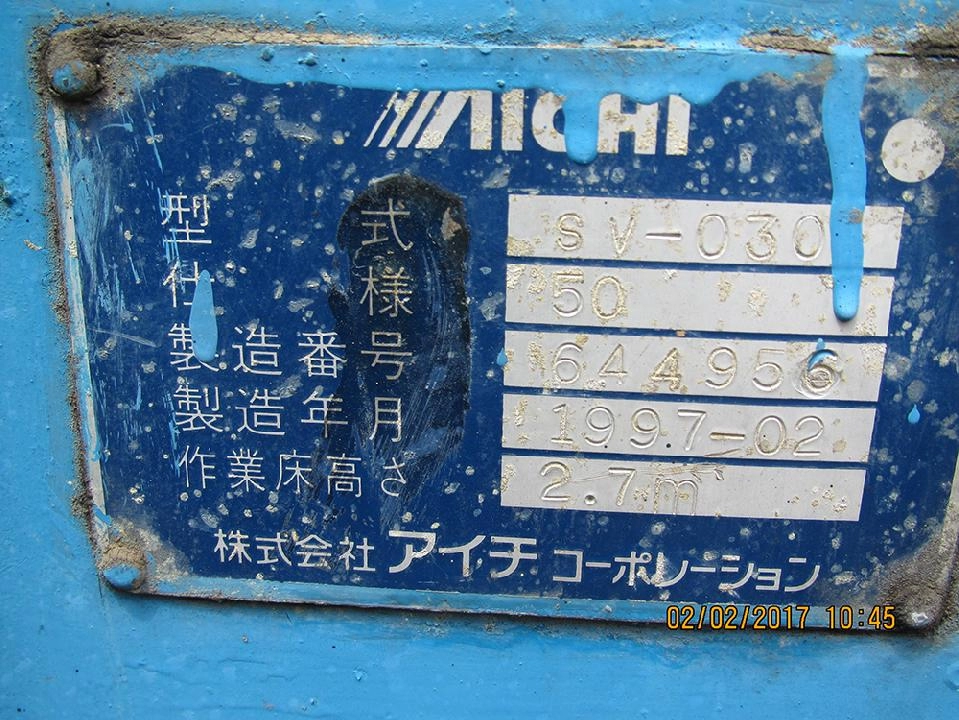 AICHI
型式 SV-030
仕様 50
製造番号 644956
製造年月 1997-02
作業床高さ 2.7m
株式会社 アイチ コーポレーション
02/02/2017 10:45